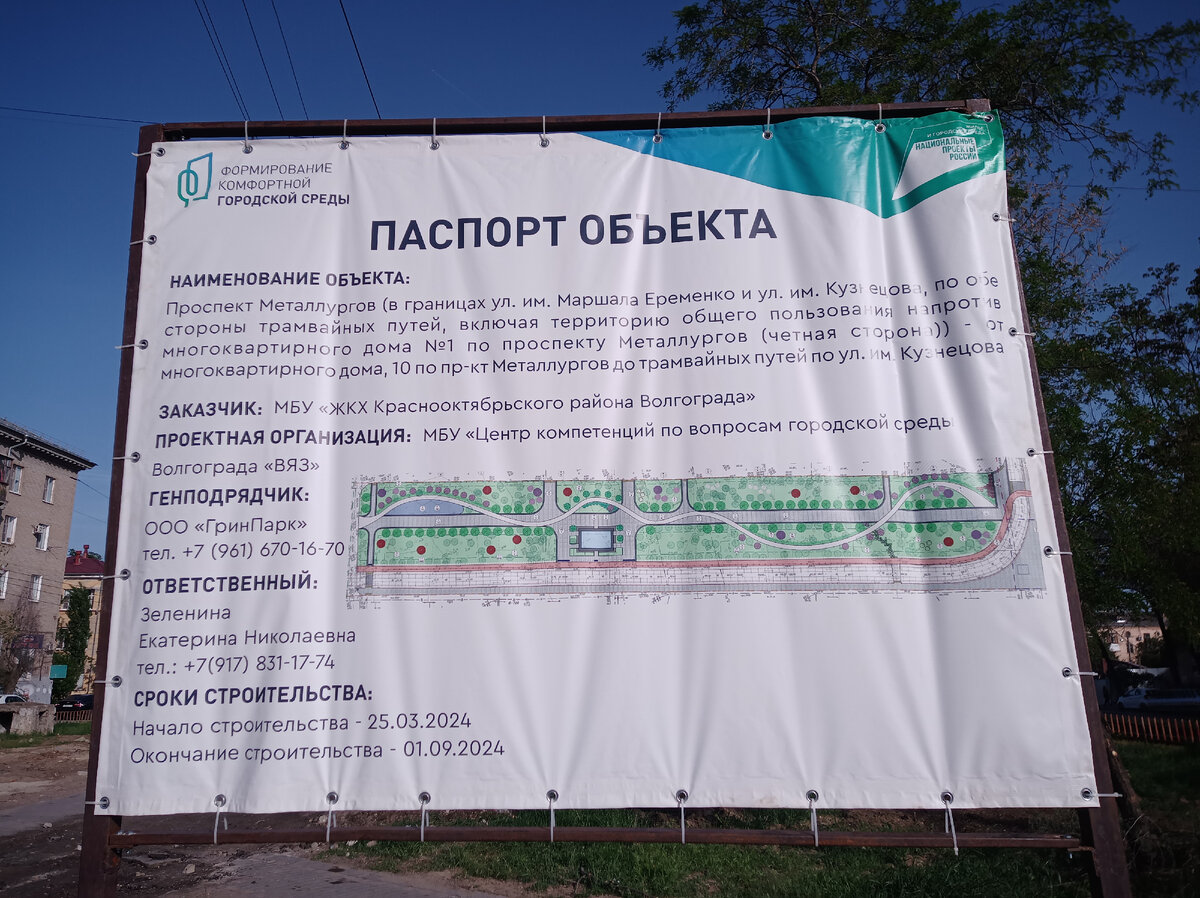 ФОРМИРОВАНИЕ
КОМФОРТНОЙ
ГОРОДСКОЙ СРЕДЫ
И ГОРОДСКАЯ
НАЦИОНАЛЬНЫЕ
ПРОЕКТЫ
РОССИИ
ПАСПОРТ ОБЪЕКТА
НАИМЕНОВАНИЕ ОБЪЕКТА:
Проспект Металлургов (в границах ул. им. Маршала Еременко и ул. им. Кузнецова, по обе
стороны трамвайных путей, включая территорию общего пользования напротив
многоквартирного дома №1 по проспекту Металлургов (четная сторона)) - от
многоквартирного дома, 10 по пр-кт Металлургов до трамвайных путей по ул. им. Кузнецова
ЗАКАЗЧИК: МБУ «ЖКХ Краснооктябрьского района Волгограда»
ПРОЕКТНАЯ ОРГАНИЗАЦИЯ: МБУ «Центр компетенций по вопросам городской среды
Волгограда «ВЯЗ»
ГЕНПОДРЯДЧИК:
ООО «ГринПарк»
тел. +7 (961) 670-16-70
ОТВЕТСТВЕННЫЙ:
Зеленина
Екатерина Николаевна
тел.: +7(917) 831-17-74
СРОКИ СТРОИТЕЛЬСТВА:
Начало строительства - 25.03.2024
Окончание строительства - 01.09.2024